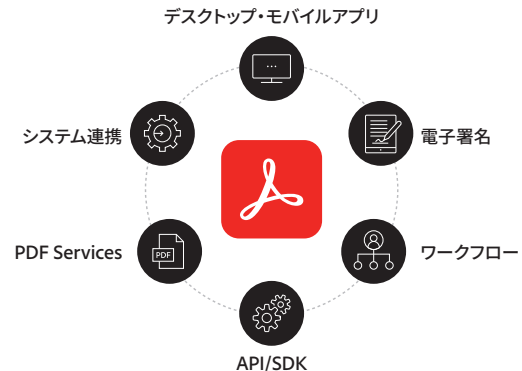 デスクトップ・モバイルアプリ
システム連携
電子署名
PDF Services
PDF
ワークフロー
API/SDK